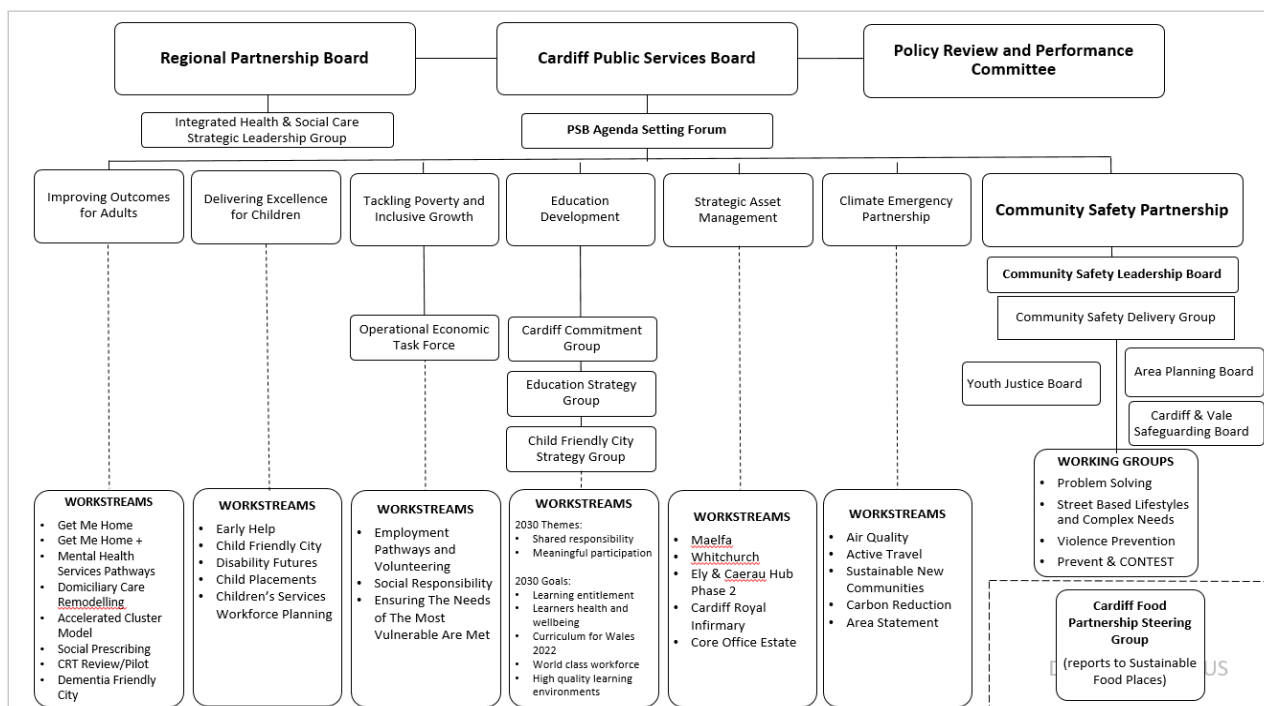 Regional Partnership Board
Cardiff Public Services Board
Policy Review and Performance
Committee
Integrated Health & Social Care
Strategic Leadership Group
PSB Agenda Setting Forum
Improving Outcomes
for Adults
Delivering Excellence
for Children
Tackling Poverty and
Inclusive Growth
Education
Development
Strategic Asset
Management
Climate Emergency
Partnership
Community Safety Partnership
Community Safety Leadership Board
Community Safety Delivery Group
Operational Economic
Task Force
Cardiff Commitment
Group
Education Strategy
Group
Child Friendly City
Strategy Group
Youth Justice Board
Area Planning Board
Cardiff & Vale
Safeguarding Board
WORKSTREAMS
• Get Me Home
• Get Me Home +
• Mental Health
Services Pathways
• Domiciliary Care
Remodelling
• Accelerated Cluster
Model
• Social Prescribing
• CRT Review/Pilot
• Dementia Friendly
City
WORKSTREAMS
• Early Help
• Child Friendly City
• Disability Futures
• Child Placements
• Children's Services
Workforce Planning
WORKSTREAMS
• Employment
Pathways and
Volunteering
• Social Responsibility
• Ensuring The Needs
of The Most
Vulnerable Are Met
WORKSTREAMS
2030 Themes:
• Shared responsibility
• Meaningful participation
2030 Goals:
• Learning entitlement
• Learners health and
wellbeing
• Curriculum for Wales
2022
• World class workforce
• High quality learning
environments
WORKSTREAMS
• Maelfa
• Whitchurch
• Ely & Caerau Hub
Phase 2
• Cardiff Royal
Infirmary
• Core Office Estate
WORKSTREAMS
• Air Quality
• Active Travel
• Sustainable New
Communities
• Carbon Reduction
• Area Statement
WORKING GROUPS
• Problem Solving
• Street Based Lifestyles
and Complex Needs
• Violence Prevention
• Prevent & CONTEST
Cardiff Food
Partnership Steering
Group
(reports to Sustainable
Food Places)